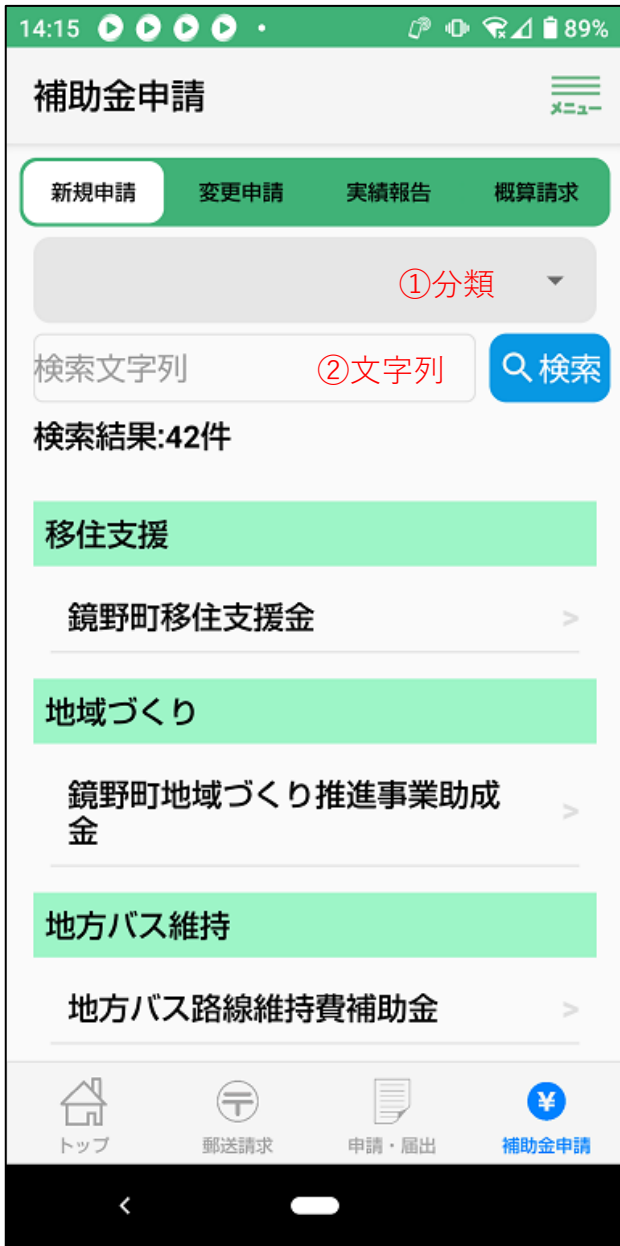 14:15 89%
補助金申請
メニュー
新規申請 変更申請 実績報告 概算請求
①分類
検索文字列 ②文字列 検索
検索結果:42件
移住支援
鏡野町移住支援金 >
地域づくり
鏡野町地域づくり推進事業助成
金 >
地方バス維持
地方バス路線維持費補助金 >
トップ 郵送請求 申請・届出 補助金申請